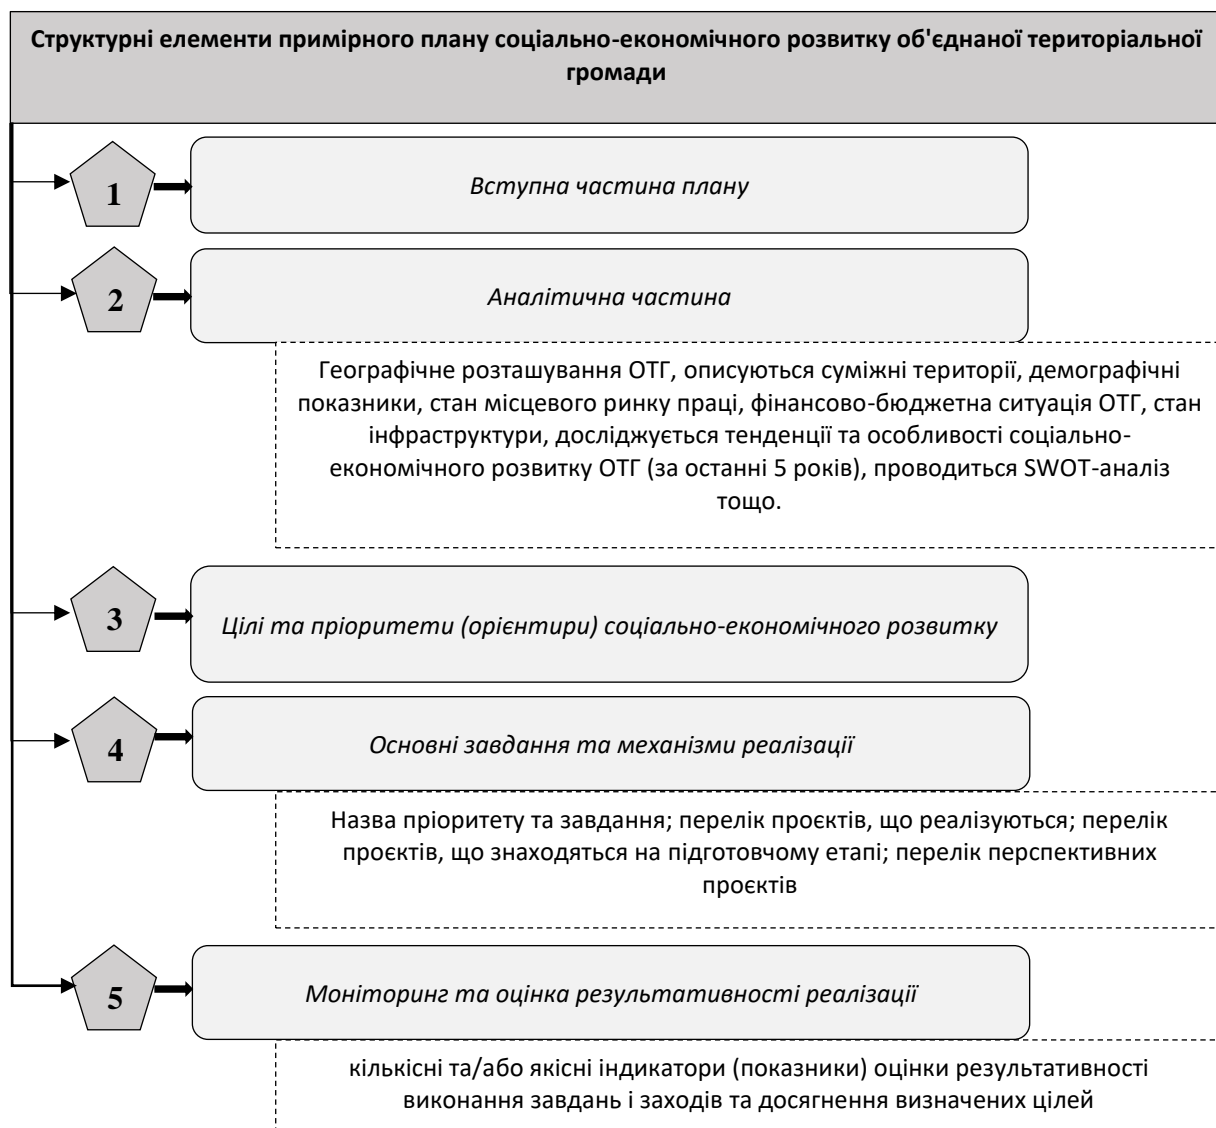 Структурні елементи примірного плану соціально-економічного розвитку об'єднаної територіальної
громади
1
Вступна частина плану
2
Аналітична частина
Географічне розташування ОТГ, описуються суміжні території, демографічні
показники, стан місцевого ринку праці, фінансово-бюджетна ситуація ОТГ, стан
інфраструктури, досліджується тенденції та особливості соціально-
економічного розвитку ОТГ (за останні 5 років), проводиться SWOT-аналіз
тощо.
3
Цілі та пріоритети (орієнтири) соціально-економічного розвитку
4
Основні завдання та механізми реалізації
Назва пріоритету та завдання; перелік проєктів, що реалізуються; перелік
проєктів, що знаходяться на підготовчому етапі; перелік перспективних
проєктів
5
Моніторинг та оцінка результативності реалізації
кількісні та/або якісні індикатори (показники) оцінки результативності
виконання завдань і заходів та досягнення визначених цілей